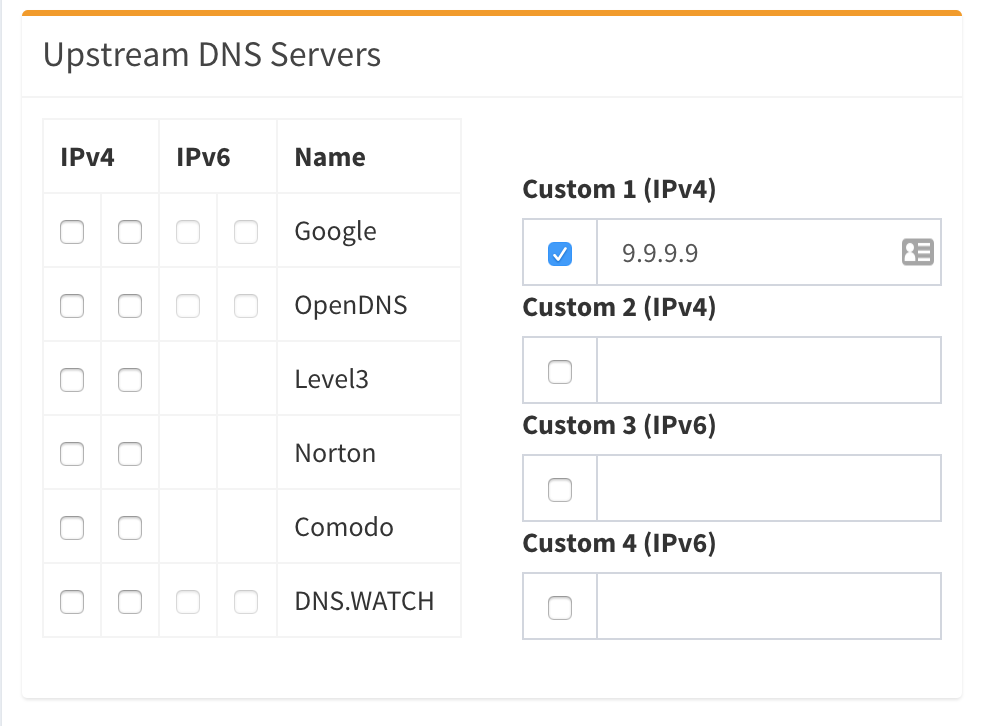 Upstream DNS Servers
IPv4 IPv6 Name
Google
OpenDNS
Level3
Norton
Comodo
DNS.WATCH
Custom 1 (IPv4)
9.9.9.9
Custom 2 (IPv4)
Custom 3 (IPv6)
Custom 4 (IPv6)